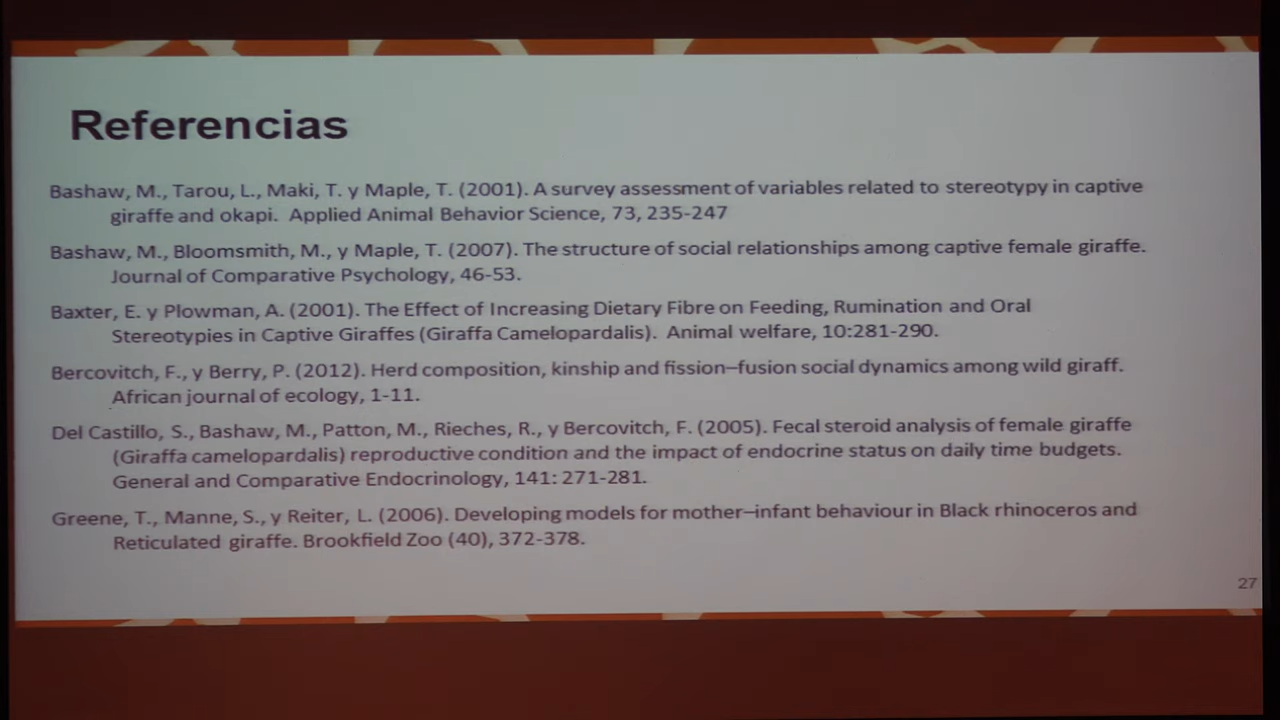 Referencias
Bashaw, M., Tarou, L., Maki, T. y Maple, T. (2001). A survey assessment of variables related to stereotypy in captive
giraffe and okapi. Applied Animal Behavior Science, 73, 235-247
Bashaw, M., Bloomsmith, M., y Maple, T. (2007). The structure of social relationships among captive female giraffe.
Journal of Comparative Psychology, 46-53.
Baxter, E. y Plowman, A. (2001). The Effect of Increasing Dietary Fibre on Feeding, Rumination and Oral
Stereotypies in Captive Giraffes (Giraffa Camelopardalis). Animal welfare, 10:281-290.
Bercovitch, F., y Berry, P. (2012). Herd composition, kinship and fission–fusion social dynamics among wild giraff.
African journal of ecology, 1-11.
Del Castillo, S., Bashaw, M., Patton, M., Rieches, R., y Bercovitch, F. (2005). Fecal steroid analysis of female giraffe
(Giraffa camelopardalis) reproductive condition and the impact of endocrine status on daily time budgets.
General and Comparative Endocrinology, 141: 271-281.
Greene, T., Manne, S., y Reiter, L. (2006). Developing models for mother–infant behaviour in Black rhinoceros and
Reticulated giraffe. Brookfield Zoo (40), 372-378.
27